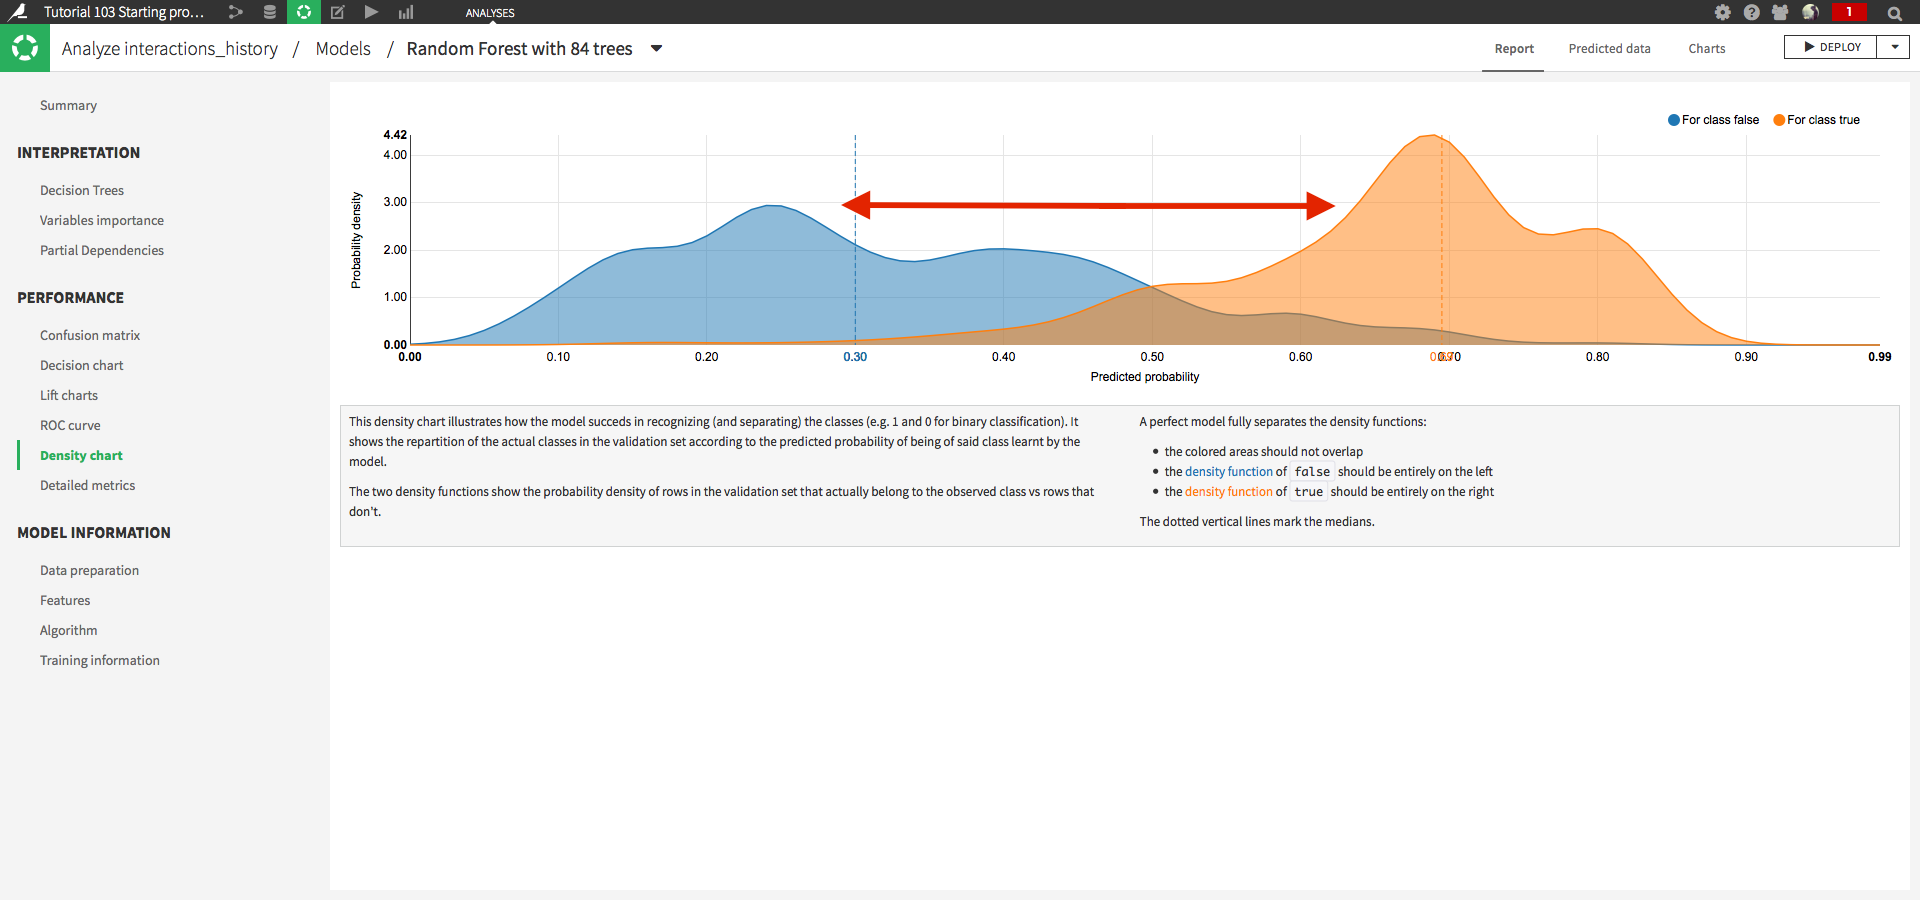 Tutorial 103 Starting pro...
ANALYSES
1
Analyze interactions_history / Models / Random Forest with 84 trees
Report
Predicted data
Charts
DEPLOY
Summary
INTERPRETATION
Decision Trees
Variables importance
Partial Dependencies
PERFORMANCE
Confusion matrix
Decision chart
Lift charts
ROC curve
Density chart
Detailed metrics
MODEL INFORMATION
Data preparation
Features
Algorithm
Training information
For class false
For class true
4.42
4.00
3.00
2.00
1.00
0.00
Probability density
0.00 0.10 0.20 0.30 0.40 0.50 0.60 0.70 0.80 0.90 0.99
Predicted probability
This density chart illustrates how the model succeds in recognizing (and separating) the classes (e.g. 1 and 0 for binary classification). It
shows the repartition of the actual classes in the validation set according to the predicted probability of being of said class learnt by the
model.
The two density functions show the probability density of rows in the validation set that actually belong to the observed class vs rows that
don't.
A perfect model fully separates the density functions:
• the colored areas should not overlap
• the density function of false should be entirely on the left
• the density function of true should be entirely on the right
The dotted vertical lines mark the medians.